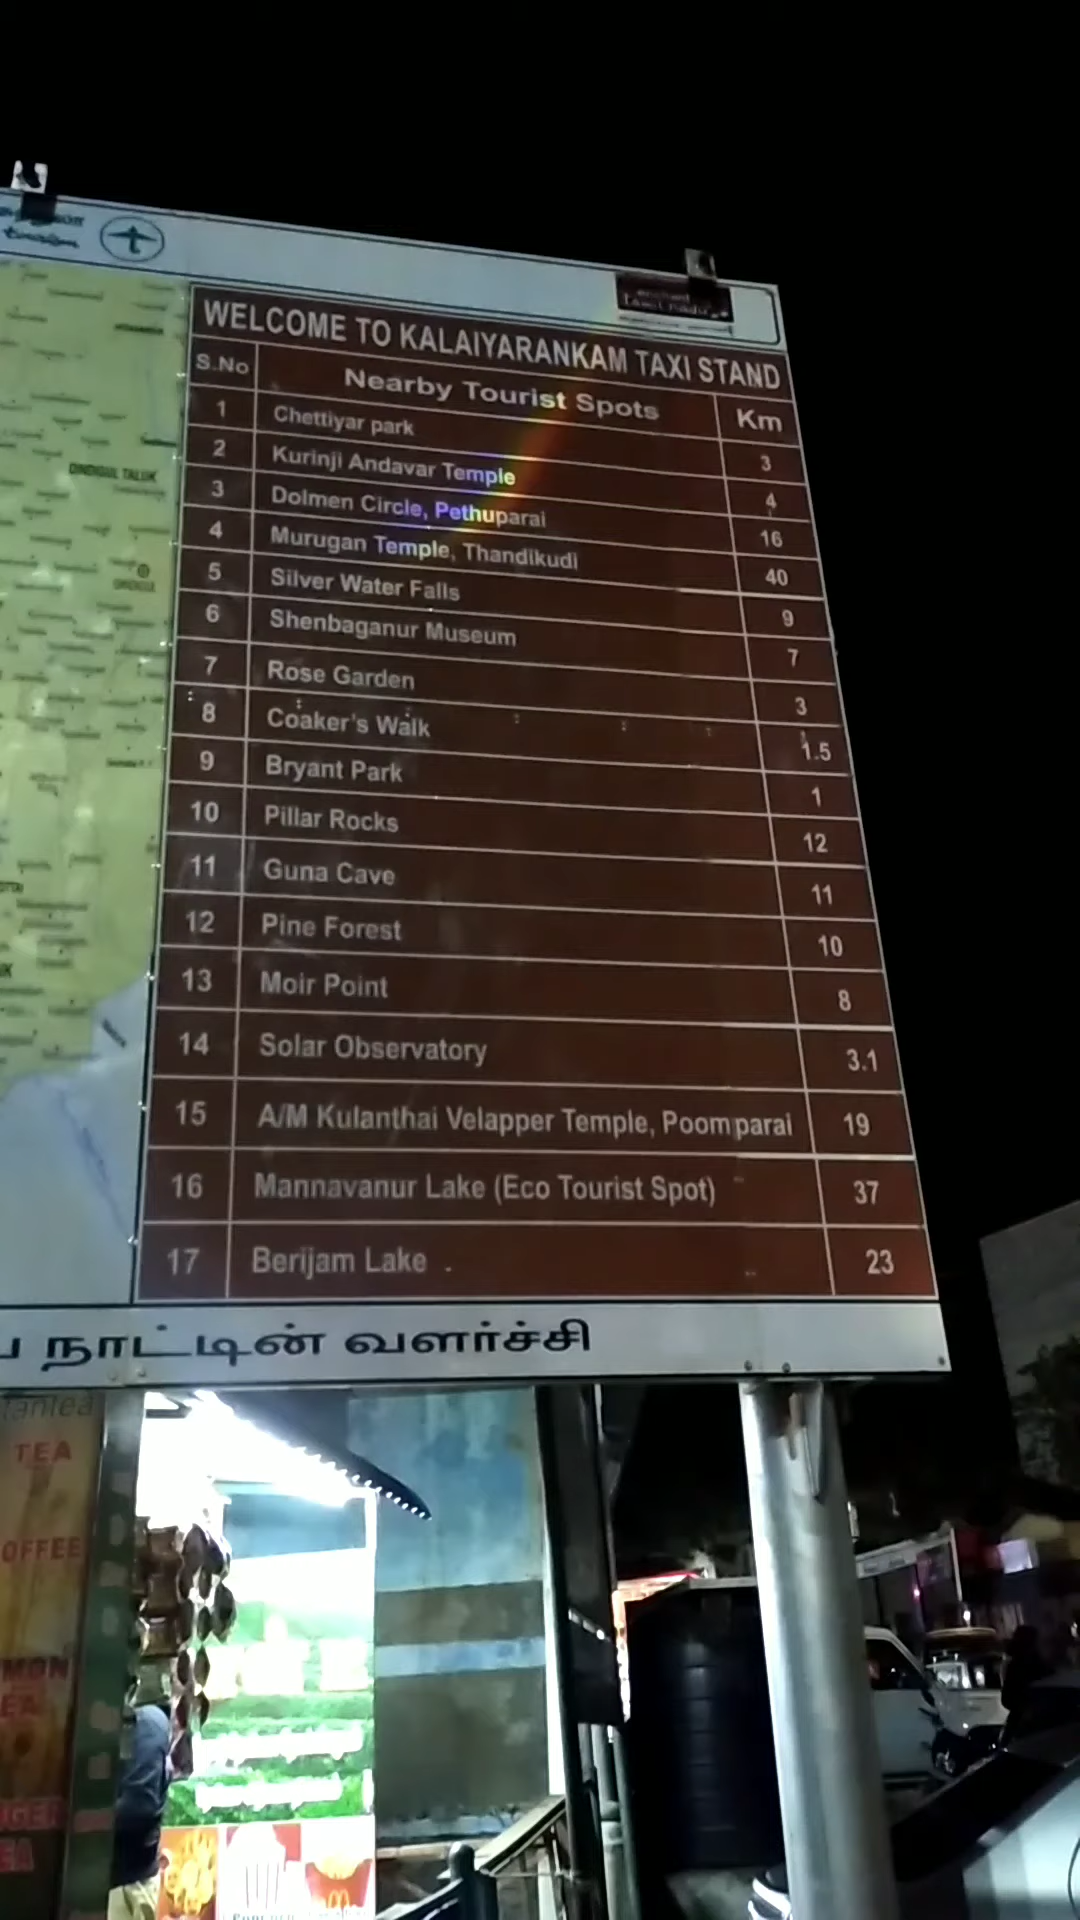 WELCOME TO KALAIYARANKAM TAXI STAND
S.No Nearby Tourist Spots Km
1 Chettiyar park 3
2 Kurinji Andavar Temple 4
3 Dolmen Circle, Pethuparai 16
4 Murugan Temple, Thandikudi 40
5 Silver Water Falls 9
6 Shenbaganur Museum 7
7 Rose Garden 3
8 Coaker's Walk 1.5
9 Bryant Park 1
10 Pillar Rocks 12
11 Guna Cave 11
12 Pine Forest 10
13 Moir Point 8
14 Solar Observatory 3.1
15 A/M Kulanthai Velapper Temple, Poomparai 19
16 Mannavanur Lake (Eco Tourist Spot) 37
17 Berijam Lake 23
DINDIGUL TALUK
நாட்டின் வளர்ச்சி
TEA
OFFEE